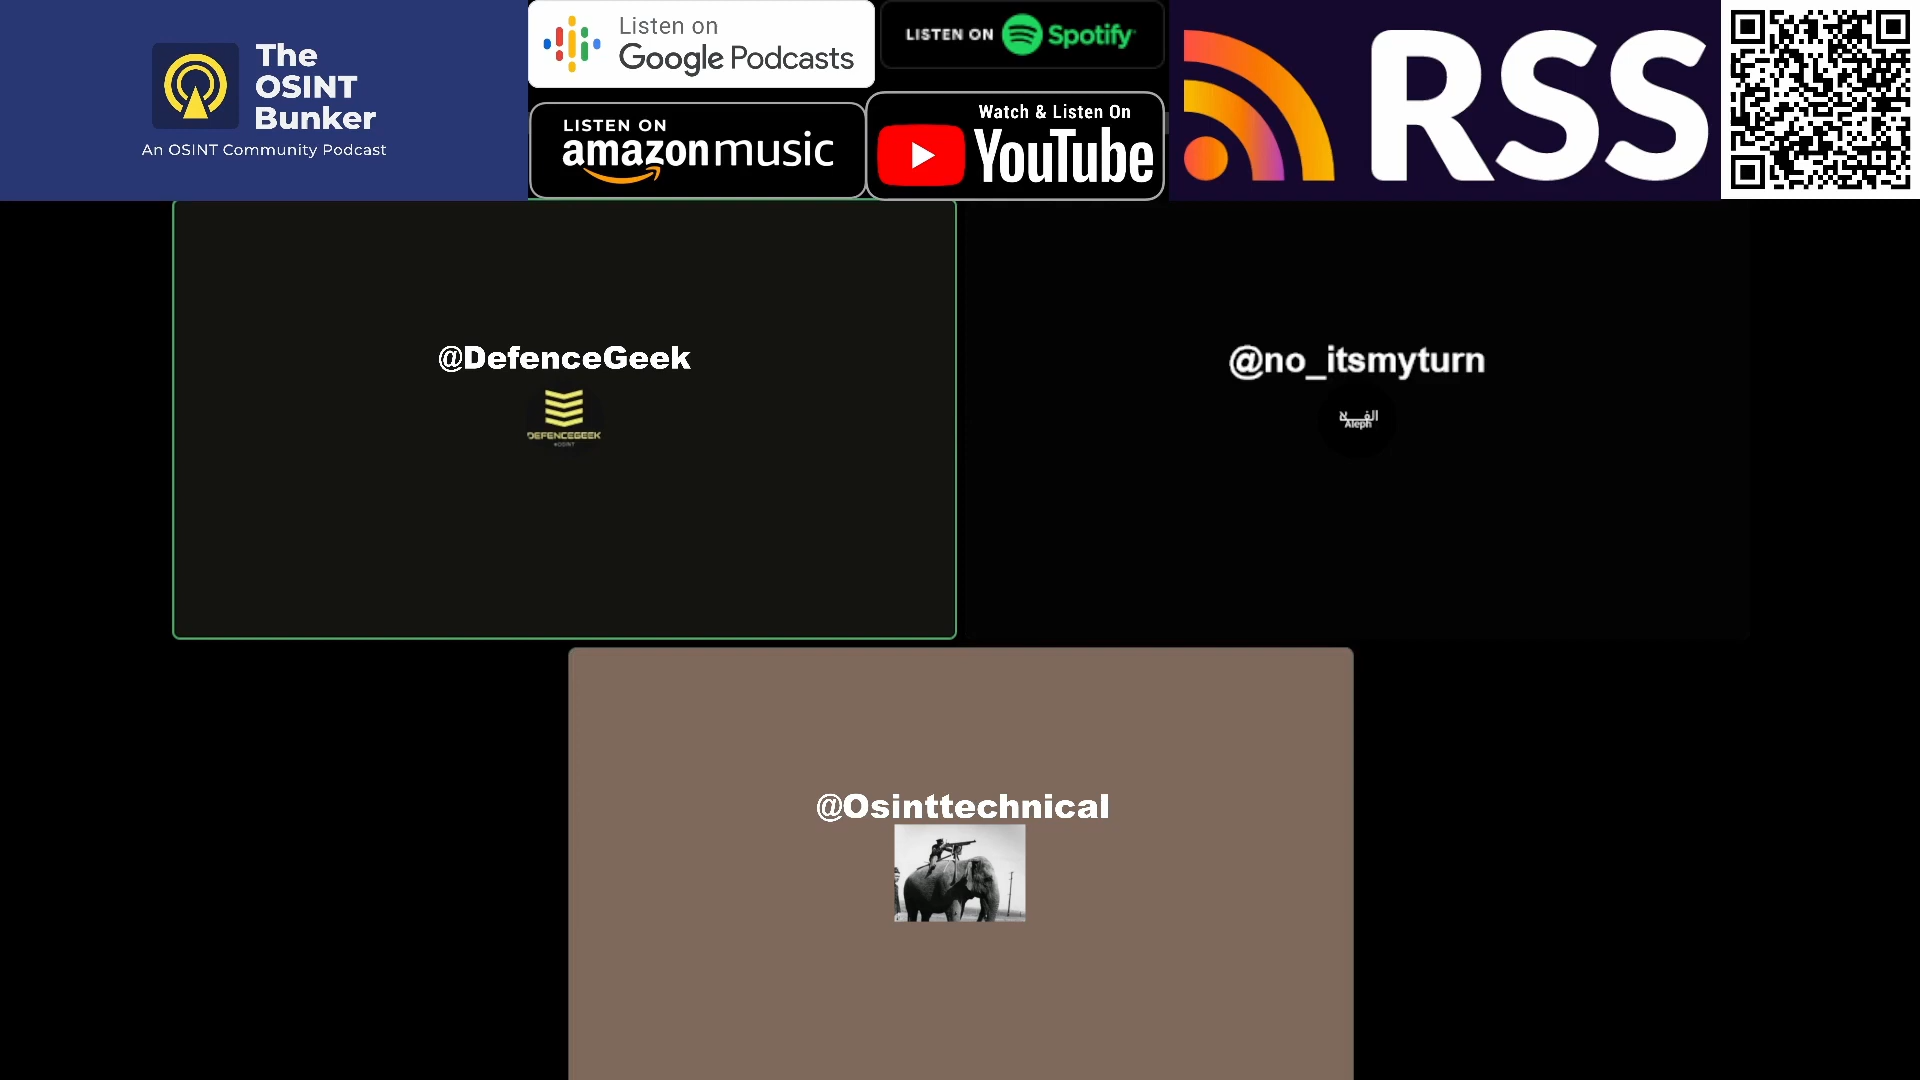 The
OSINT
Bunker
An OSINT Community Podcast
Listen on
Google Podcasts
LISTEN ON Spotify
LISTEN ON
amazon music
Watch & Listen On
YouTube
RSS
@DefenceGeek
DEFENCEGEEK
@no_itsmyturn
Aleph
@Osinttechnical